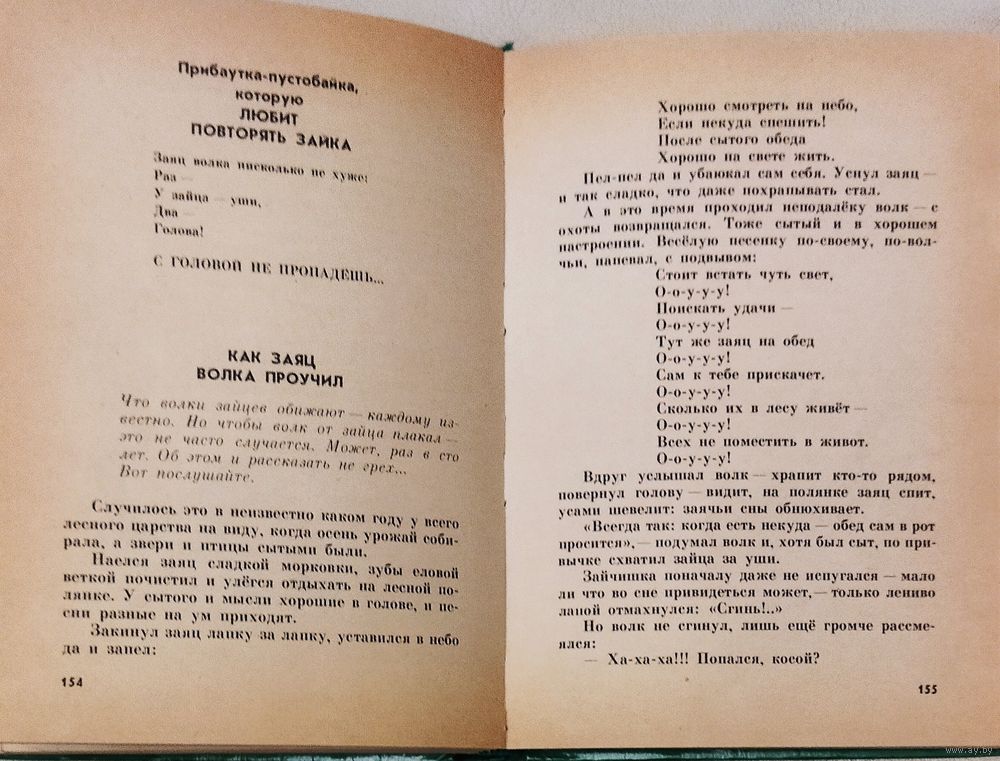 Прибаутка-пустобайка,
которую
ЛЮБИТ
ПОВТОРЯТЬ ЗАЙКА
Заяц волка нисколько не хуже:
Раз —
У зайца — уши,
Два —
Голова!
С ГОЛОВОЙ НЕ ПРОПАДЁШЬ...
КАК ЗАЯЦ
ВОЛКА ПРОУЧИЛ
Что волки зайцев обижают — каждому из-
вестно. Но чтобы волк от зайца плакал —
это не часто случается. Может, раз в сто
лет. Об этом и рассказать не грех...
Вот послушайте.
Случилось это в неизвестно каком году у всего
лесного царства на виду, когда осень урожай соби-
рала, а звери и птицы сытыми были.
Наелся заяц сладкой морковки, зубы еловой
веткой почистил и улёгся отдыхать на лесной по-
лянке. У сытого и мысли хорошие в голове, и пе-
сни разные на ум приходят.
Закинул заяц лапку за лапку, уставился в небо
да и запел:
154
Хорошо смотреть на небо,
Если некуда спешить!
После сытого обеда
Хорошо на свете жить.
Пел-пел да и убаюкал сам себя. Уснул заяц —
и так сладко, что даже похрапывать стал.
А в это время проходил неподалёку волк — с
охоты возвращался. Тоже сытый и в хорошем
настроении. Весёлую песенку по-своему, по-вол-
чьи, напевал, с подвывом:
Стоит встать чуть свет,
О-о-у-у-у!
Поискать удачи —
О-о-у-у-у!
Тут же заяц на обед
О-о-у-у-у!
Сам к тебе прискачет.
О-о-у-у-у!
Сколько их в лесу живёт —
О-о-у-у-у!
Всех не поместить в живот.
О-о-у-у-у!
Вдруг услышал волк — храпит кто-то рядом,
повернул голову — видит, на полянке заяц спит,
усами шевелит: заячьи сны обнюхивает.
«Всегда так: когда есть некуда — обед сам в рот
просится», — подумал волк и, хотя был сыт, по при-
вычке схватил зайца за уши.
Зайчишка поначалу даже не испугался — мало
ли что во сне привидеться может, — только лениво
лапой отмахнулся: «Сгинь!..»
Но волк не сгинул, лишь ещё громче рассме-
ялся:
— Ха-ха-ха!!! Попался, косой?
155
www.ay.by